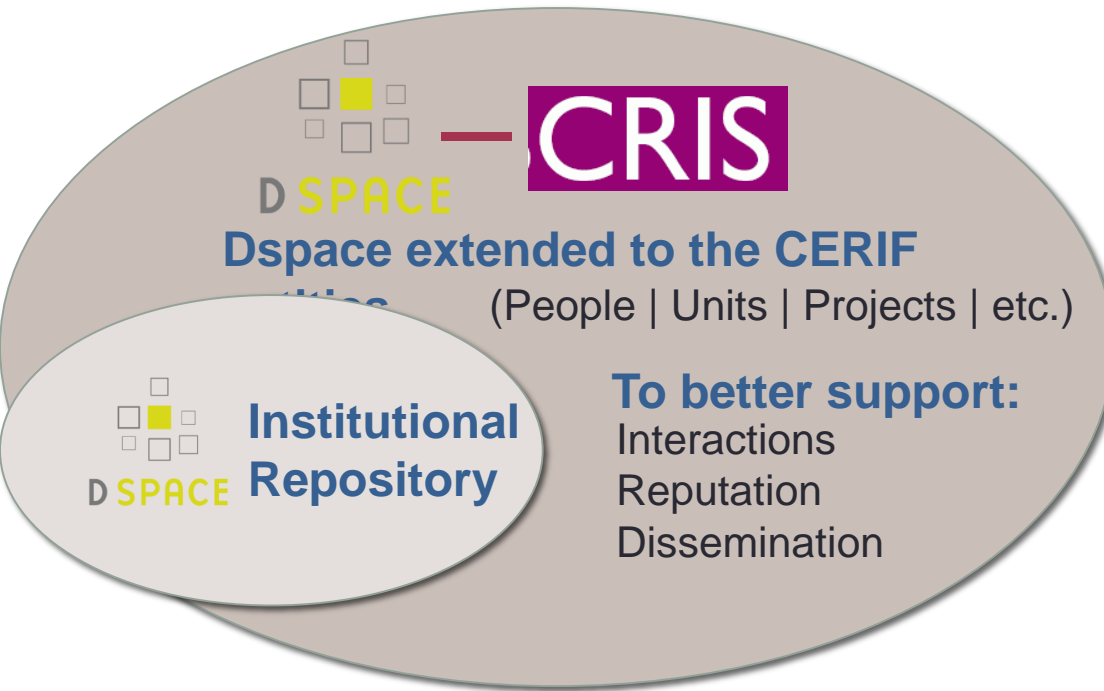 DSPACE
CRIS
Dspace extended to the CERIF
(People | Units | Projects | etc.)
To better support:
Interactions
Reputation
Dissemination
DSPACE
Institutional
Repository